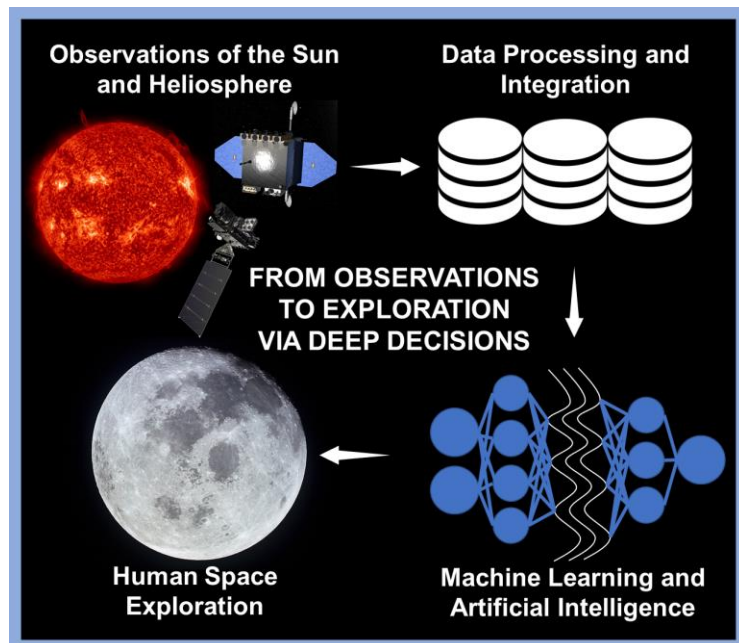 Observations of the Sun
and Heliosphere
Data Processing and
Integration
FROM OBSERVATIONS
TO EXPLORATION
VIA DEEP DECISIONS
Human Space
Exploration
Machine Learning and
Artificial Intelligence